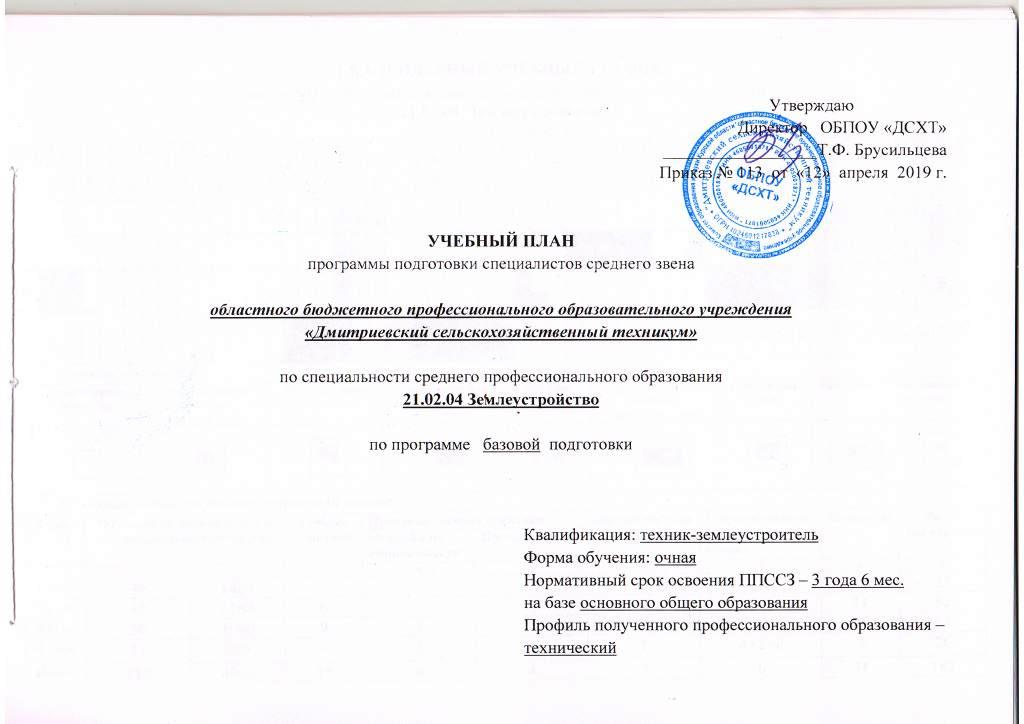 Утверждаю
Директор ОБПОУ «ДСХТ»
Т.Ф. Брусильцева
Приказ № 113 от «12» апреля 2019 г.
ОБПОУ
«ДСХТ»
УЧЕБНЫЙ ПЛАН
программы подготовки специалистов среднего звена
областного бюджетного профессионального образовательного учреждения
«Дмитриевский сельскохозяйственный техникум»
по специальности среднего профессионального образования
21.02.04 Землеустройство
по программе базовой подготовки
Квалификация: техник-землеустроитель
Форма обучения: очная
Нормативный срок освоения ППССЗ – 3 года 6 мес.
на базе основного общего образования
Профиль полученного профессионального образования –
технический